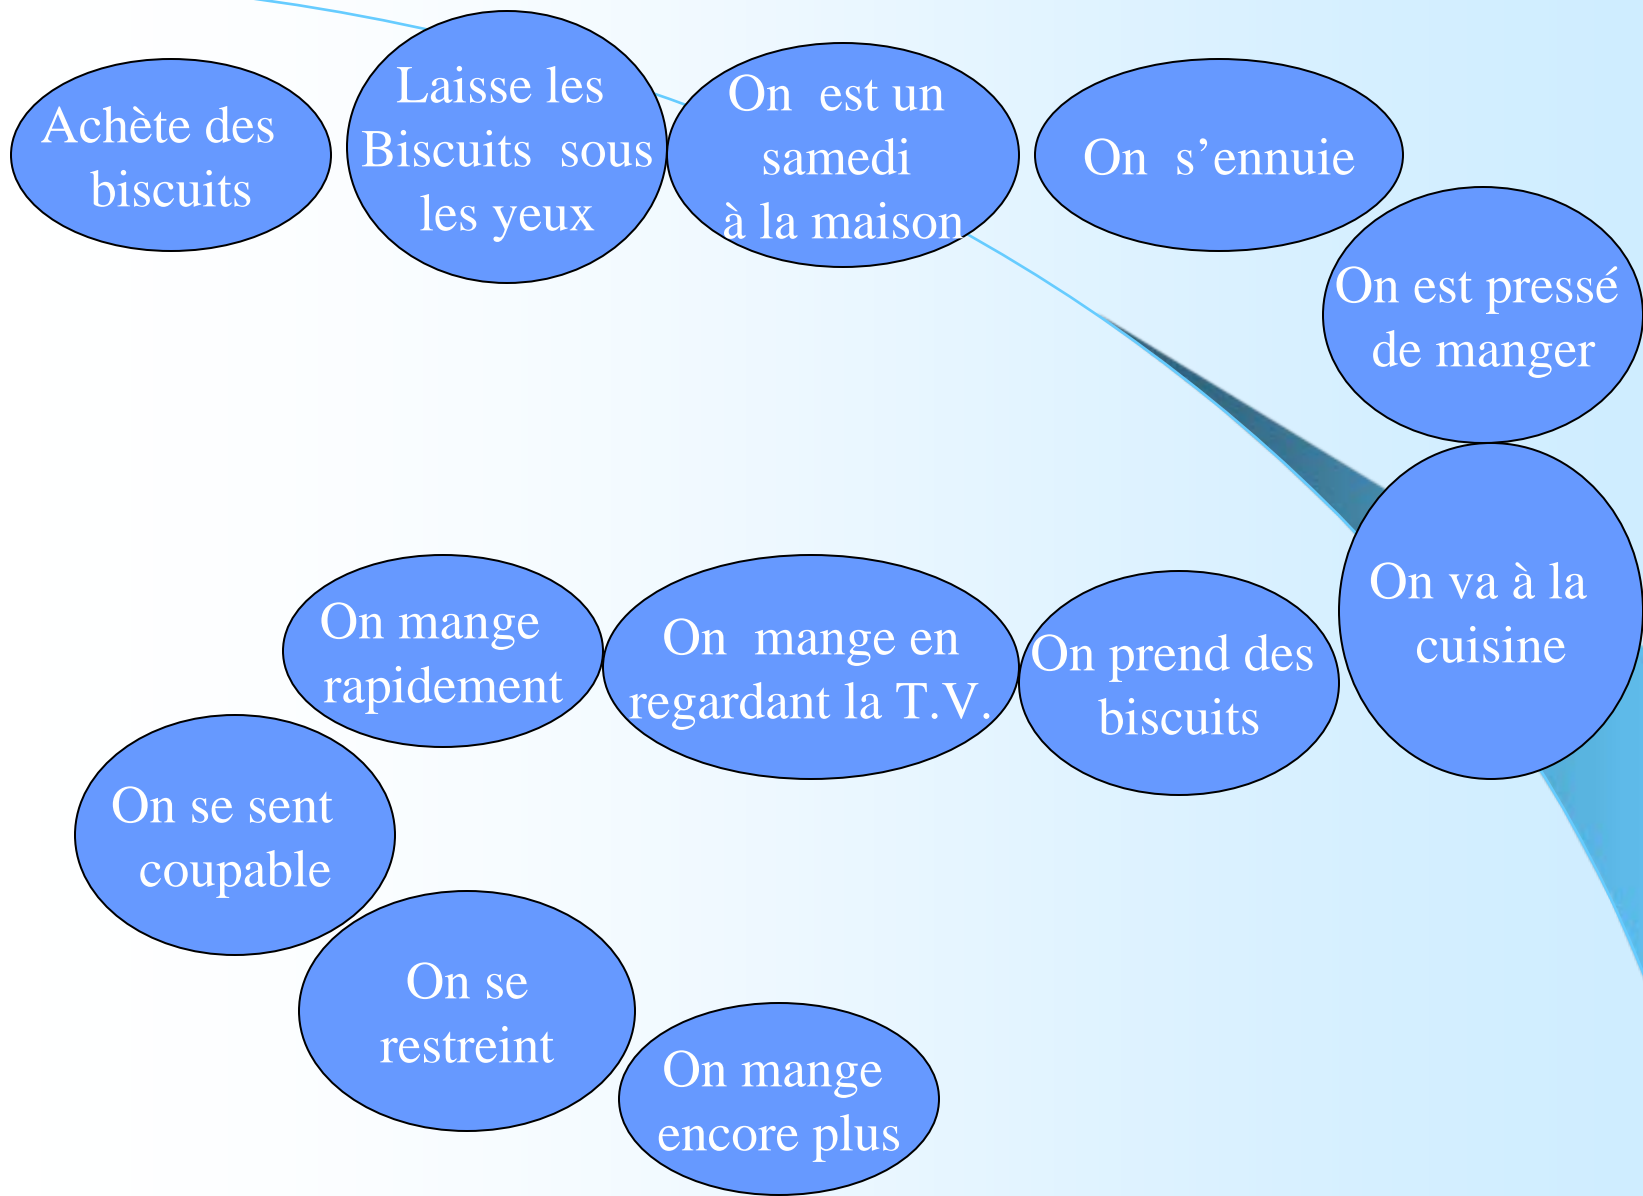 Achète des
biscuits
Laisse les
Biscuits sous
les yeux
On est un
samedi
à la maison
On s’ennuie
On est pressé
de manger
On va à la
cuisine
On prend des
biscuits
On mange en
regardant la T.V.
On mange
rapidement
On se sent
coupable
On se
restreint
On mange
encore plus